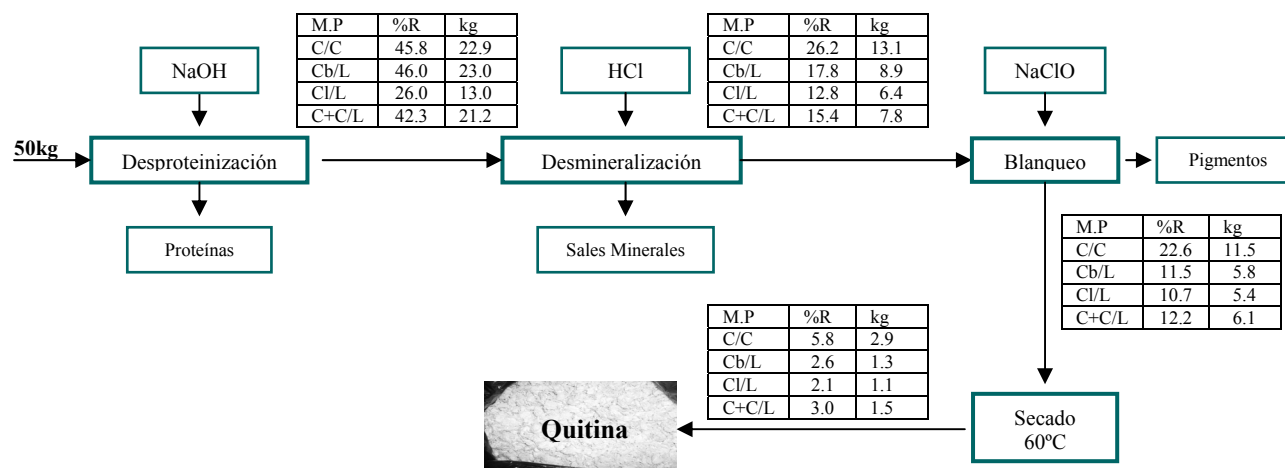 M.P %R kg
C/C 45.8 22.9
Cb/L 46.0 23.0
Cl/L 26.0 13.0
C+C/L 42.3 21.2
M.P %R kg
C/C 26.2 13.1
Cb/L 17.8 8.9
Cl/L 12.8 6.4
C+C/L 15.4 7.8
NaOH
HCl
NaClO
50kg
Desproteinización
Desmineralización
Blanqueo
Pigmentos
Proteínas
Sales Minerales
M.P %R kg
C/C 22.6 11.5
Cb/L 11.5 5.8
Cl/L 10.7 5.4
C+C/L 12.2 6.1
M.P %R kg
C/C 5.8 2.9
Cb/L 2.6 1.3
Cl/L 2.1 1.1
C+C/L 3.0 1.5
Quitina
Secado
60ºC